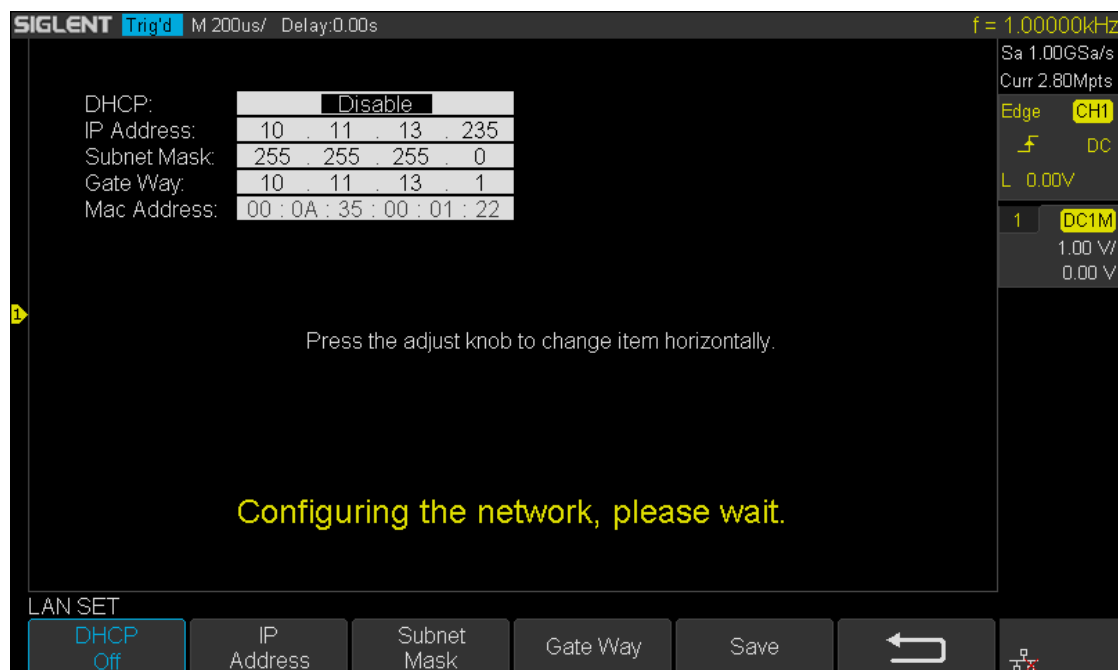 SIGLENT Trig'd M 200us/ Delay:0.00s f = 1.00000kHz
Sa 1.00GSa/s
Curr 2.80Mpts
Edge CH1
DC
L 0.00V
1 DC1M
1.00 V/
0.00 V
DHCP: Disable
IP Address: 10 . 11 . 13 . 235
Subnet Mask: 255 . 255 . 255 . 0
Gate Way: 10 . 11 . 13 . 1
Mac Address: 00 : 0A : 35 : 00 : 01 : 22
1
Press the adjust knob to change item horizontally.
Configuring the network, please wait.
LAN SET
DHCP
Off
IP
Address
Subnet
Mask
Gate Way
Save